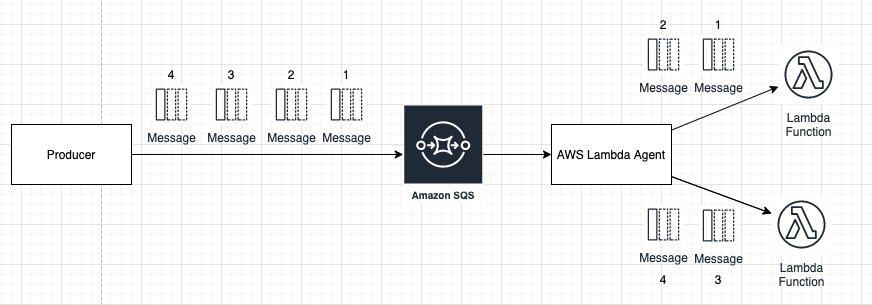 2 1
4 3 2 1
Message Message
Message Message Message Message
Lambda
Function
Producer
AWS Lambda Agent
Amazon SQS
Message Message
4 3
Lambda
Function